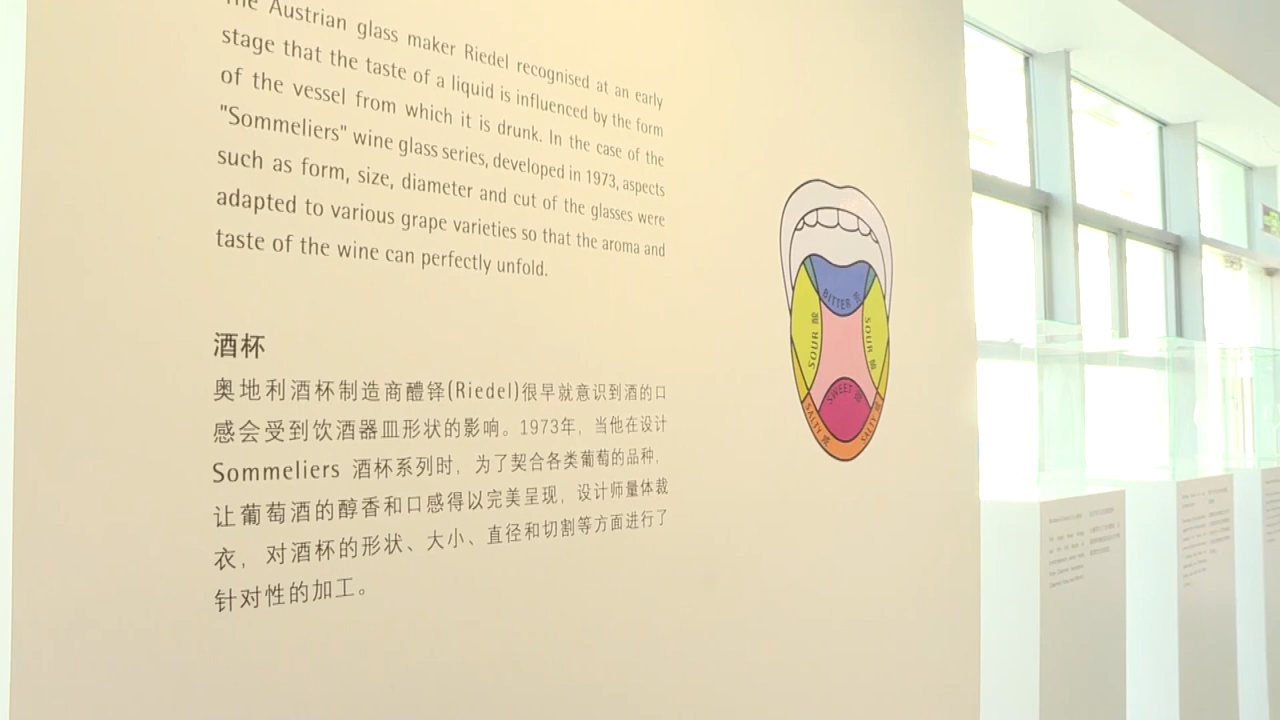 The Austrian glass maker Riedel recognised at an early
stage that the taste of a liquid is influenced by the form
of the vessel from which it is drunk. In the case of the
"Sommeliers" wine glass series, developed in 1973, aspects
such as form, size, diameter and cut of the glasses were
adapted to various grape varieties so that the aroma and
taste of the wine can perfectly unfold.
酒杯
奥地利酒杯制造商醴铎(Riedel)很早就意识到酒的口
感会受到饮酒器皿形状的影响。1973年，当他在设计
Sommeliers 酒杯系列时，为了契合各类葡萄的品种，
让葡萄酒的醇香和口感得以完美呈现，设计师量体裁
衣，对酒杯的形状、大小、直径和切割等方面进行了
针对性的加工。
BITTER 苦
SOUR 酸
SOUR 酸
SWEET 甜
SALTY 咸
SALTY 咸